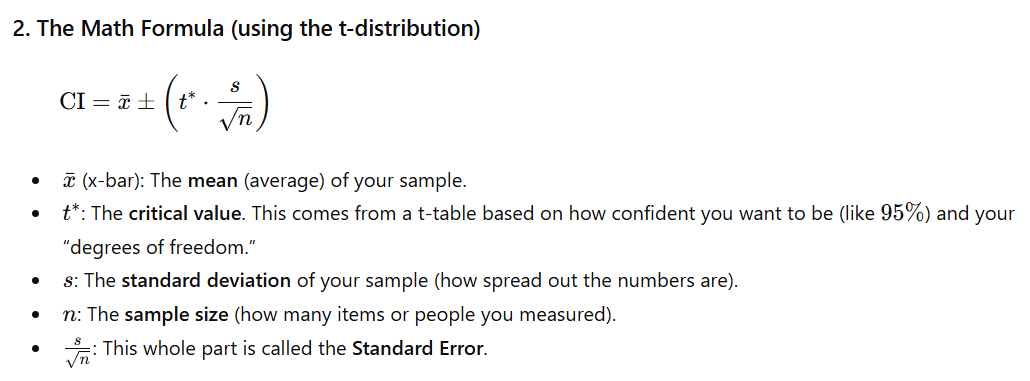 2. The Math Formula (using the t-distribution)
CI = x̄ ± (t* · s/√n)
• x̄ (x-bar): The mean (average) of your sample.
• t*: The critical value. This comes from a t-table based on how confident you want to be (like 95%) and your
“degrees of freedom.”
• s: The standard deviation of your sample (how spread out the numbers are).
• n: The sample size (how many items or people you measured).
• s/√n: This whole part is called the Standard Error.